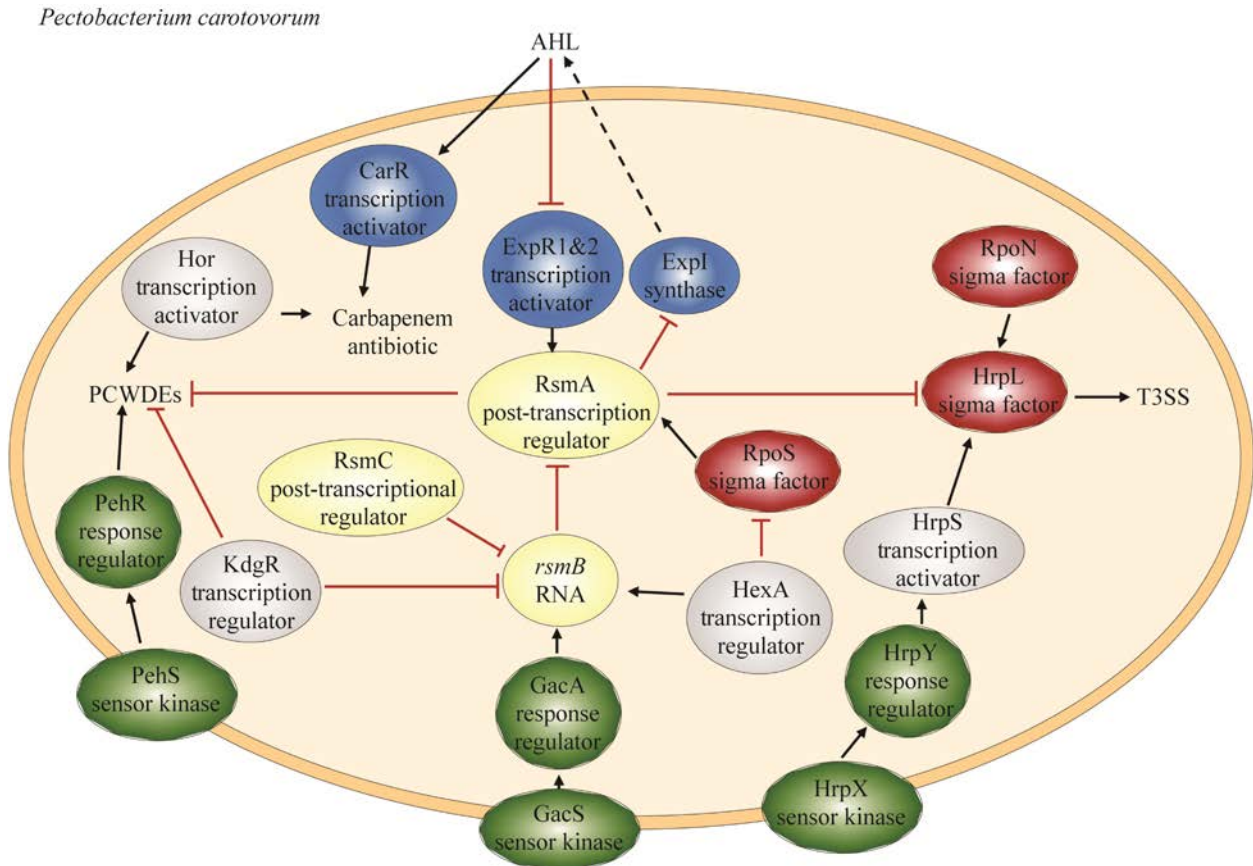 Pectobacterium carotovorum
AHL
CarR
transcription
activator
ExpR1&2
transcription
activator
ExpI
synthase
RpoN
sigma factor
Hor
transcription
activator
Carbapenem
antibiotic
PCWDEs
RsmA
post-transcription
regulator
HrpL
sigma factor
T3SS
RsmC
post-transcriptional
regulator
RpoS
sigma factor
PehR
response
regulator
HrpS
transcription
activator
KdgR
transcription
regulator
rsmB
RNA
HexA
transcription
regulator
PehS
sensor kinase
GacA
response
regulator
HrpY
response
regulator
GacS
sensor kinase
HrpX
sensor kinase